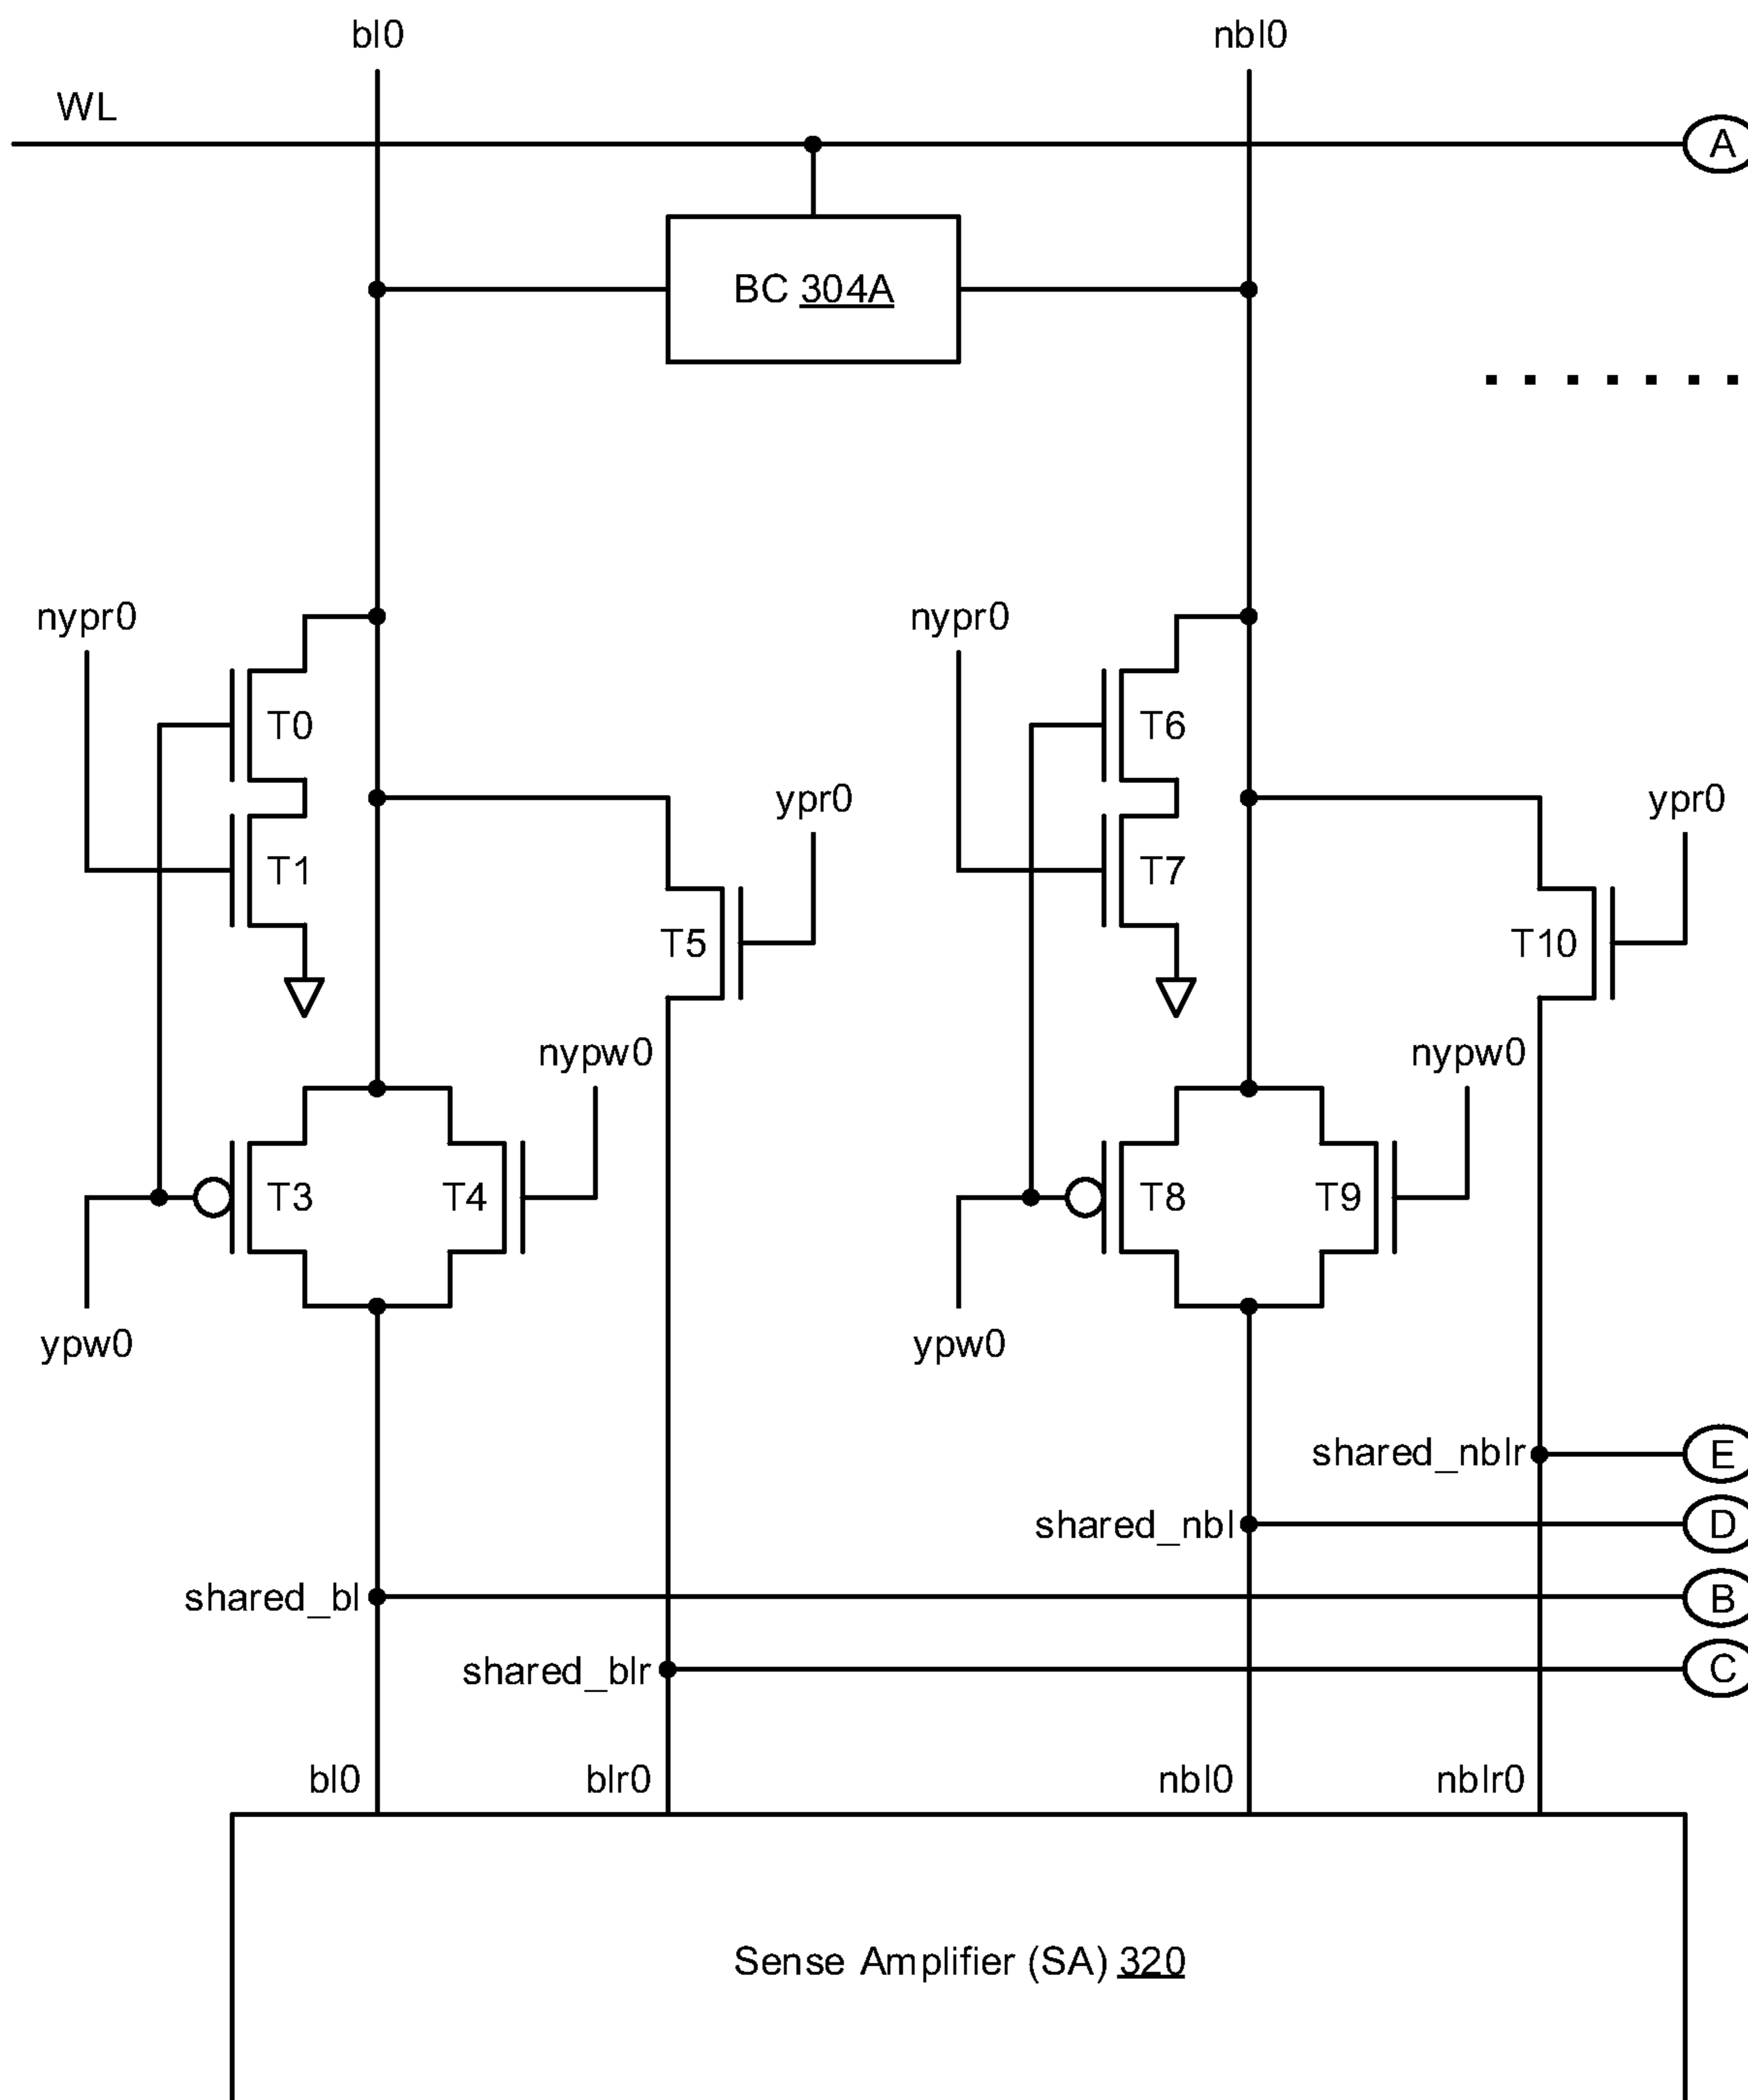 bl0
nbl0
WL
A
BC 304A
nypr0
nypr0
T0
T6
ypr0
ypr0
T1
T7
T5
T10
nypw0
nypw0
T3
T4
T8
T9
ypw0
ypw0
shared_nblr
E
shared_nbl
D
shared_bl
B
shared_blr
C
bl0
blr0
nbl0
nblr0
Sense Amplifier (SA) 320